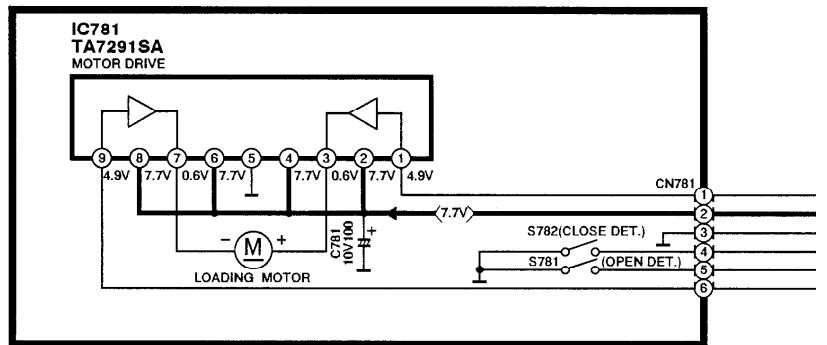 IC781
TA7291SA
MOTOR DRIVE
9 8 7 6 5 4 3 2 1
4.9V 7.7V 0.6V 7.7V 7.7V 0.6V 7.7V 4.9V
CN781
1
7.7V
2
S782(CLOSE DET.)
3
- M +
C781
10V100
+
4
S781 (OPEN DET.)
5
LOADING MOTOR
6